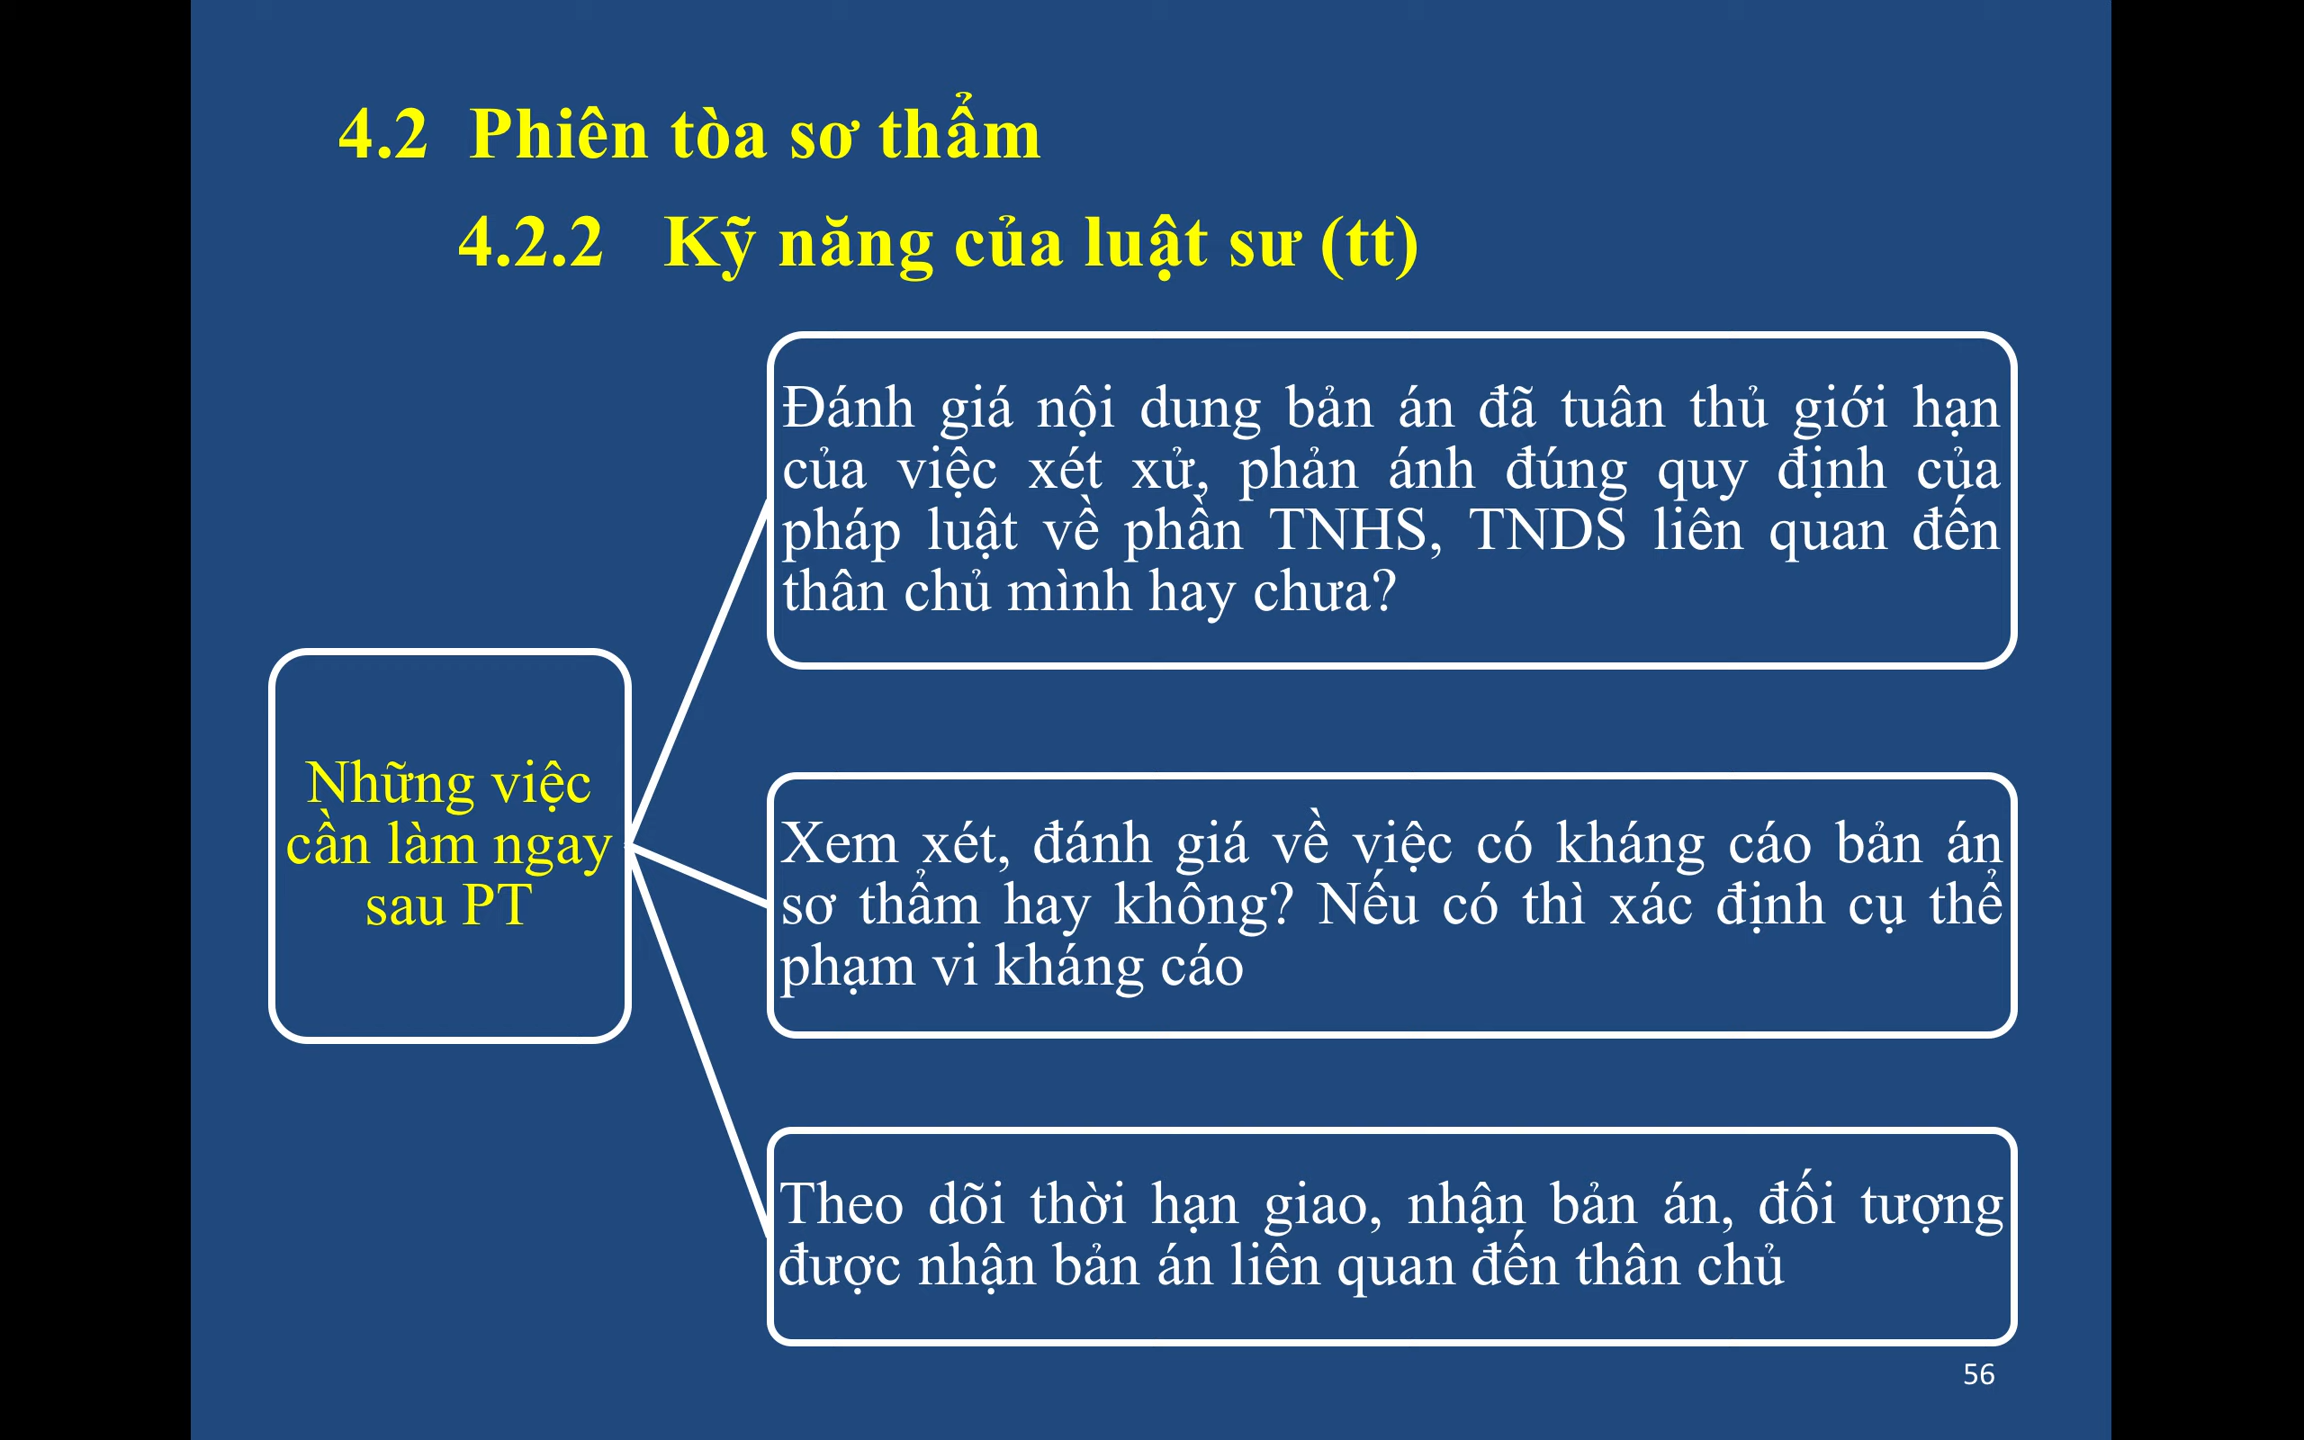 4.2 Phiên tòa sơ thẩm
4.2.2 Kỹ năng của luật sư (tt)
Những việc
cần làm ngay
sau PT
Đánh giá nội dung bản án đã tuân thủ giới hạn
của việc xét xử, phản ánh đúng quy định của
pháp luật về phần TNHS, TNDS liên quan đến
thân chủ mình hay chưa?
Xem xét, đánh giá về việc có kháng cáo bản án
sơ thẩm hay không? Nếu có thì xác định cụ thể
phạm vi kháng cáo
Theo dõi thời hạn giao, nhận bản án, đối tượng
được nhận bản án liên quan đến thân chủ
56